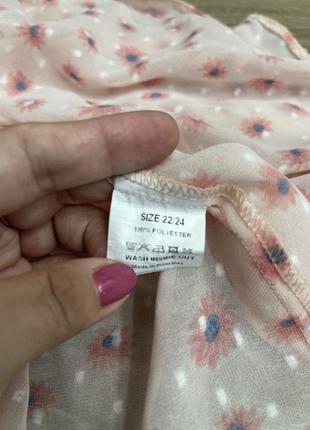 SIZE 22/24
100% POLYESTER
WASH INSIDE OUT
Made in